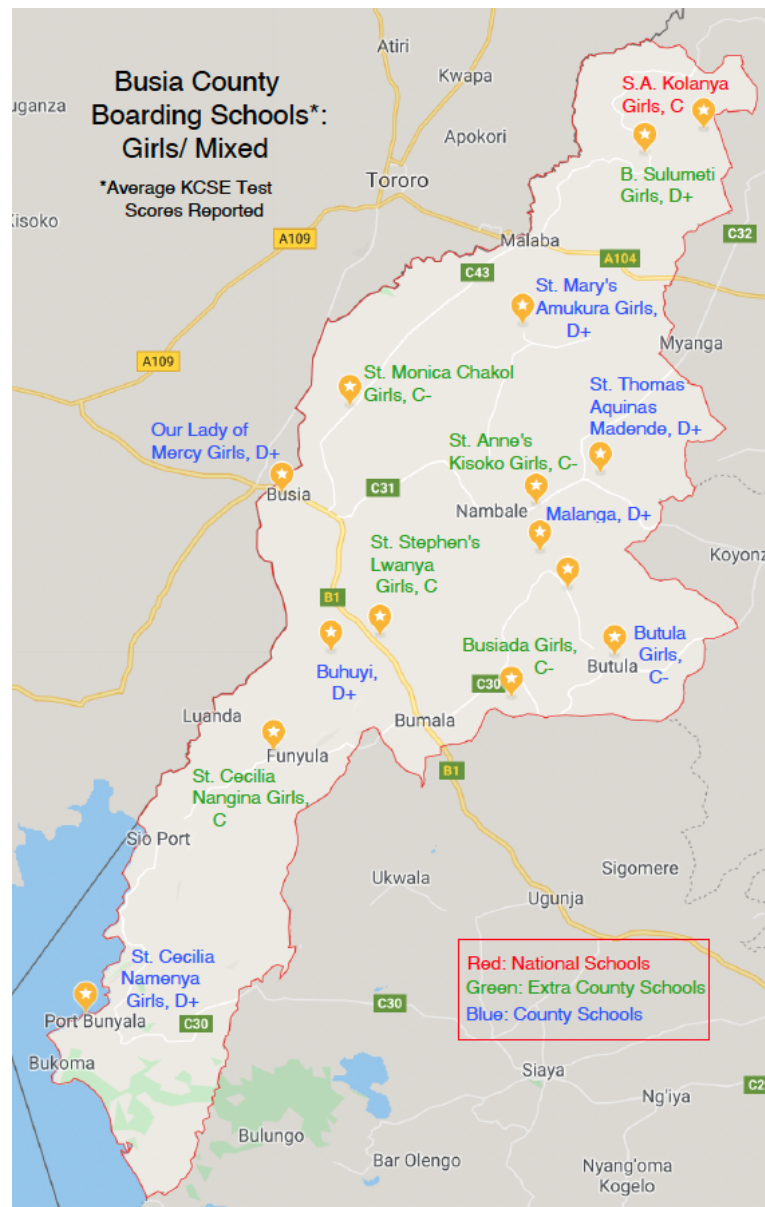 Busia County
Boarding Schools*:
Girls/ Mixed
*Average KCSE Test
Scores Reported
Atiri
Kwapa
uganza
Apokori
Tororo
Kisoko
S.A. Kolanya
Girls, C
B. Sulumeti
Girls, D+
Malaba
A109
C32
A104
C43
St. Mary's
Amukura Girls,
D+
Myanga
A109
St. Monica Chakol
Girls, C-
St. Thomas
Aquinas
Madende, D+
Our Lady of
Mercy Girls, D+
St. Anne's
Kisoko Girls, C-
Busia
C31
Nambale
Malanga, D+
St. Stephen's
Lwanya
Girls, C
Koyonz
B1
Buhuyi,
D+
Busiada Girls,
C-
Butula
Girls,
C-
Butula
C30
Luanda
Bumala
Funyula
B1
St. Cecilia
Nangina Girls,
C
Sio Port
Ukwala
Sigomere
Ugunja
St. Cecilia
Namenya
Girls, D+
Red: National Schools
Green: Extra County Schools
Blue: County Schools
Port Bunyala
C30
C30
Bukoma
Siaya
C2
Ng'iya
Bulungo
Bar Olengo
Nyang'oma
Kogelo